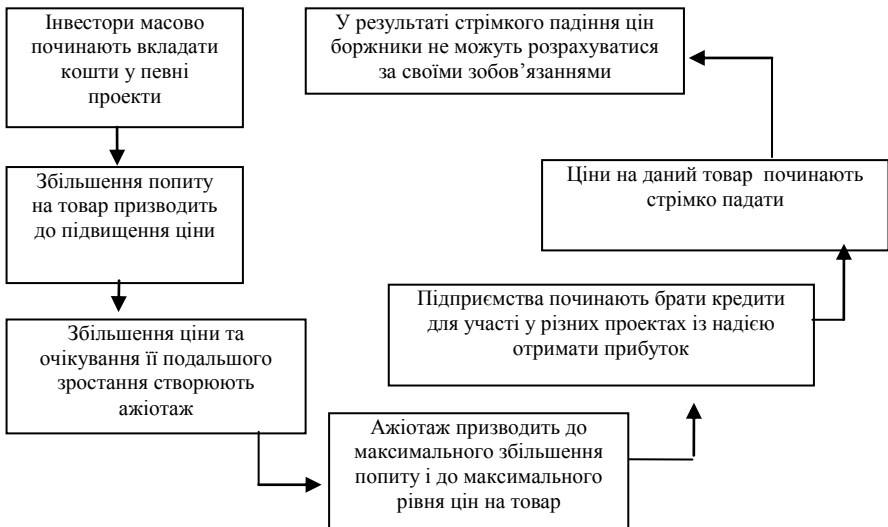 Інвестори масово
починають вкладати
кошти у певні
проекти
Збільшення попиту
на товар призводить
до підвищення ціни
Збільшення ціни та
очікування її подальшого
зростання створюють
ажіотаж
Ажіотаж призводить до
максимального збільшення
попиту і до максимального
рівня цін на товар
Підприємства починають брати кредити
для участі у різних проектах із надією
отримати прибуток
Ціни на даний товар починають
стрімко падати
У результаті стрімкого падіння цін
боржники не можуть розрахуватися
за своїми зобов’язаннями